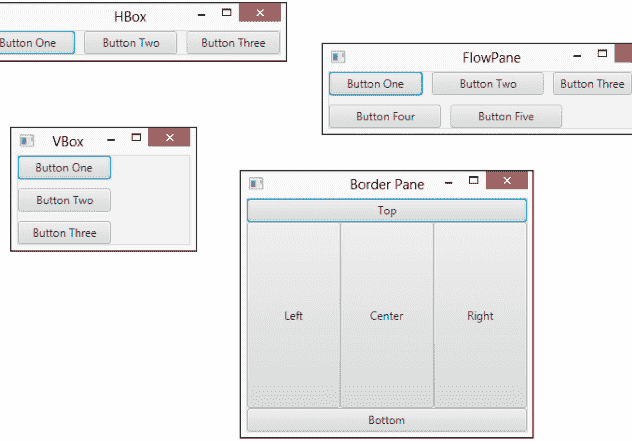 HBox
Button One Button Two Button Three
FlowPane
Button One Button Two Button Three
Button Four Button Five
VBox
Button One
Button Two
Button Three
Border Pane
Top
Left Center Right
Bottom